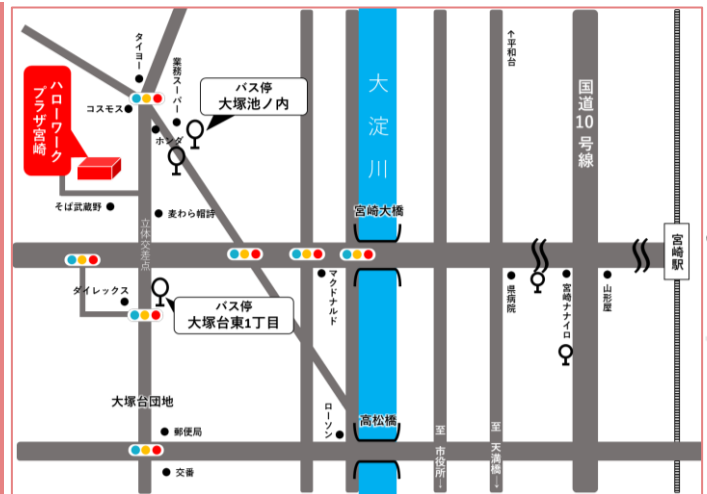 タイヨー
業務スーパー
バス停
大塚池ノ内
ハローワーク
プラザ宮崎
コスモス
ホンダ
そば武蔵野
麦わら帽詩
立体交差点
大淀川
宮崎大橋
↑平和台
国道10号線
宮崎駅
ダイレックス
バス停
大塚台東1丁目
マクドナルド
県病院
宮崎ナナイロ
山形屋
大塚台団地
郵便局
交番
ローソン
高松橋
至 市役所→
至 天満橋→